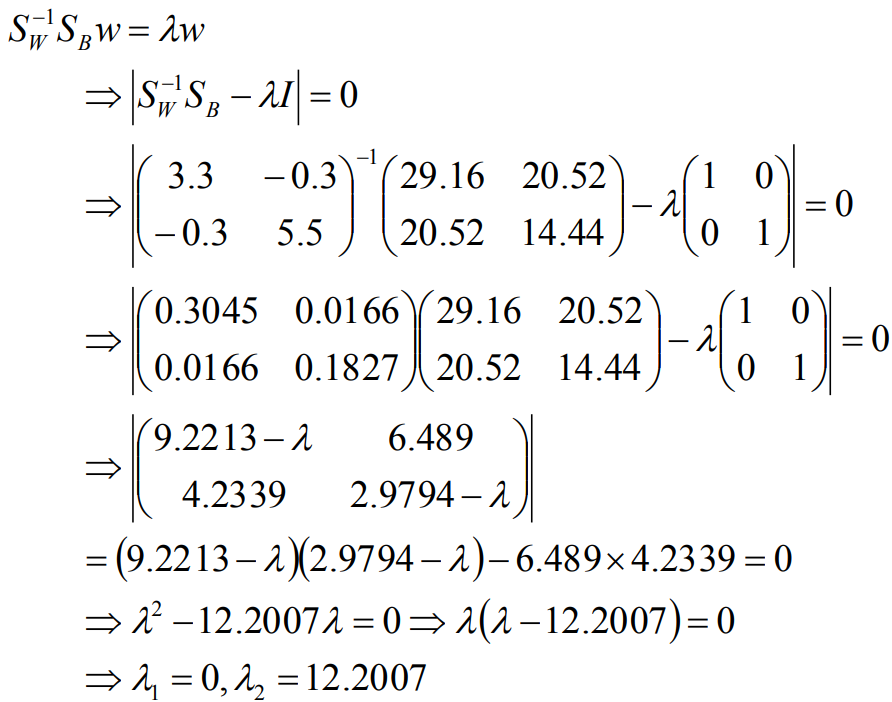 $S_W^{-1} S_B w = \lambda w$
$\Rightarrow \left| S_W^{-1} S_B - \lambda I \right| = 0$
$\Rightarrow \left| \begin{pmatrix} 3.3 & -0.3 \\ -0.3 & 5.5 \end{pmatrix}^{-1} \begin{pmatrix} 29.16 & 20.52 \\ 20.52 & 14.44 \end{pmatrix} - \lambda \begin{pmatrix} 1 & 0 \\ 0 & 1 \end{pmatrix} \right| = 0$
$\Rightarrow \left| \begin{pmatrix} 0.3045 & 0.0166 \\ 0.0166 & 0.1827 \end{pmatrix} \begin{pmatrix} 29.16 & 20.52 \\ 20.52 & 14.44 \end{pmatrix} - \lambda \begin{pmatrix} 1 & 0 \\ 0 & 1 \end{pmatrix} \right| = 0$
$\Rightarrow \left| \begin{pmatrix} 9.2213 - \lambda & 6.489 \\ 4.2339 & 2.9794 - \lambda \end{pmatrix} \right|$
$= (9.2213 - \lambda)(2.9794 - \lambda) - 6.489 \times 4.2339 = 0$
$\Rightarrow \lambda^2 - 12.2007\lambda = 0 \Rightarrow \lambda(\lambda - 12.2007) = 0$
$\Rightarrow \lambda_1 = 0, \lambda_2 = 12.2007$